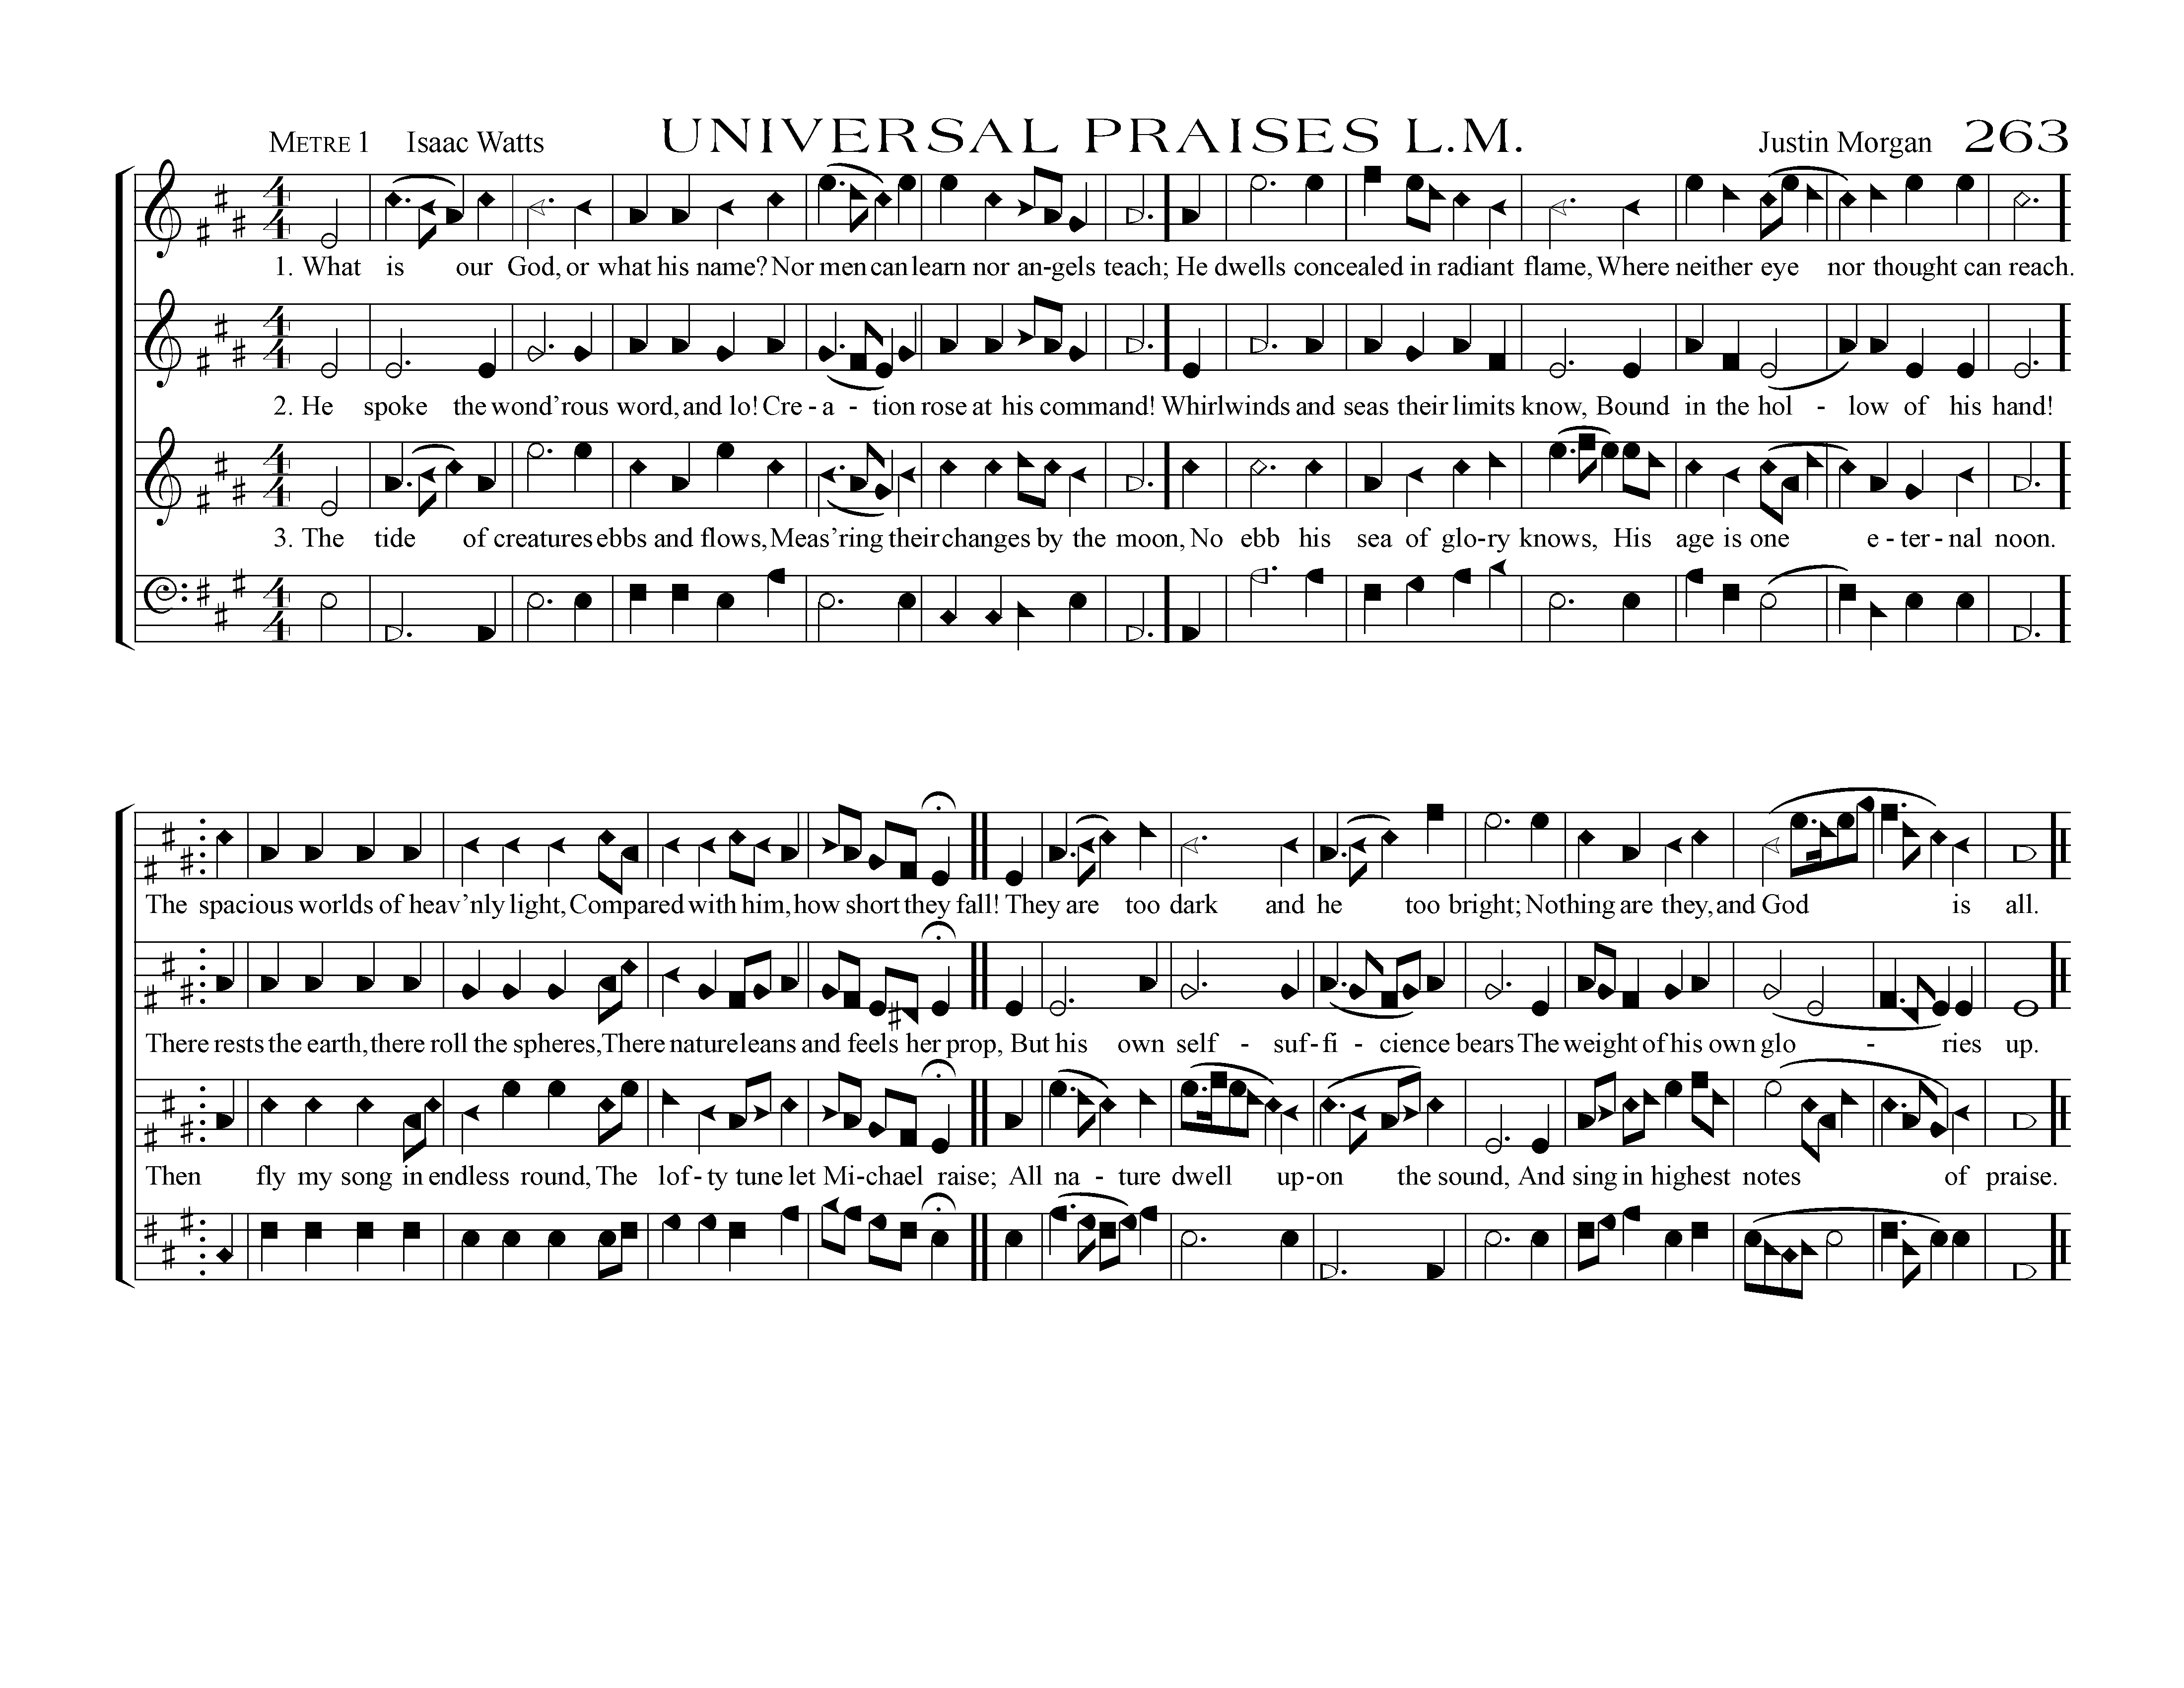 METRE 1 Isaac Watts UNIVERSAL PRAISES L.M. Justin Morgan 263
4 4
1. What is our God, or what his name? Nor men can learn nor an-gels teach; He dwells concealed in radiant flame, Where neither eye nor thought can reach.
4 4
2. He spoke the wond’rous word, and lo! Cre - a - tion rose at his command! Whirlwinds and seas their limits know, Bound in the hol - low of his hand!
4 4
3. The tide of creatures ebbs and flows, Meas’ring their changes by the moon, No ebb his sea of glo-ry knows, His age is one e - ter - nal noon.
4 4
The spacious worlds of heav’nly light, Compared with him, how short they fall! They are too dark and he too bright; Nothing are they, and God is all.
There rests the earth, there roll the spheres, There nature leans and feels her prop, But his own self - suf - fi - cience bears The weight of his own glo - ries up.
Then fly my song in endless round, The lof - ty tune let Mi-chael raise; All na - ture dwell up-on the sound, And sing in highest notes of praise.